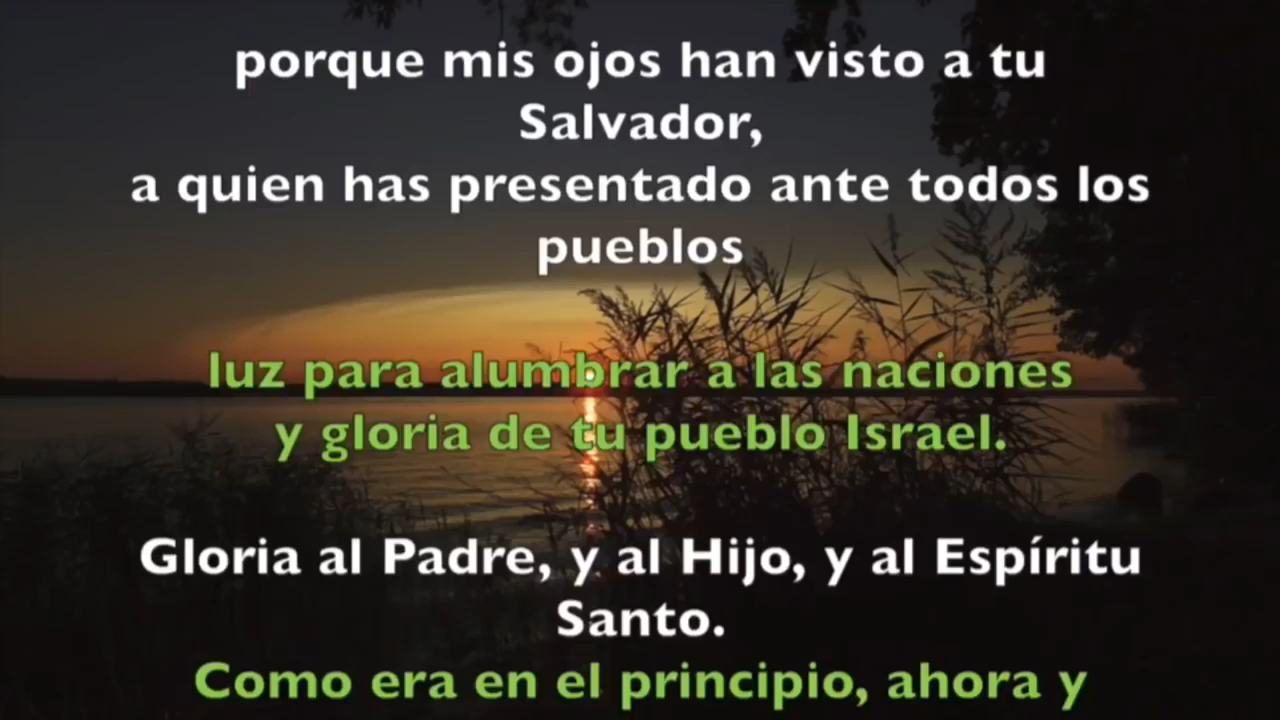 porque mis ojos han visto a tu
Salvador,
a quien has presentado ante todos los
pueblos
luz para alumbrar a las naciones
y gloria de tu pueblo Israel.
Gloria al Padre, y al Hijo, y al Espíritu
Santo.
Como era en el principio, ahora y